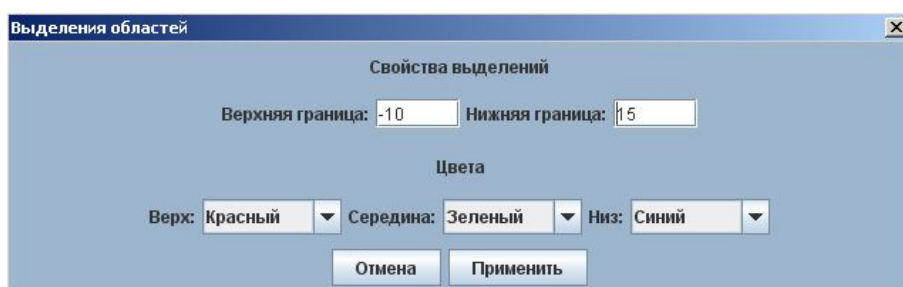 Выделения областей
Свойства выделений
Верхняя граница: -10 Нижняя граница: 15
Цвета
Верх: Красный Середина: Зеленый Низ: Синий
Отмена Применить